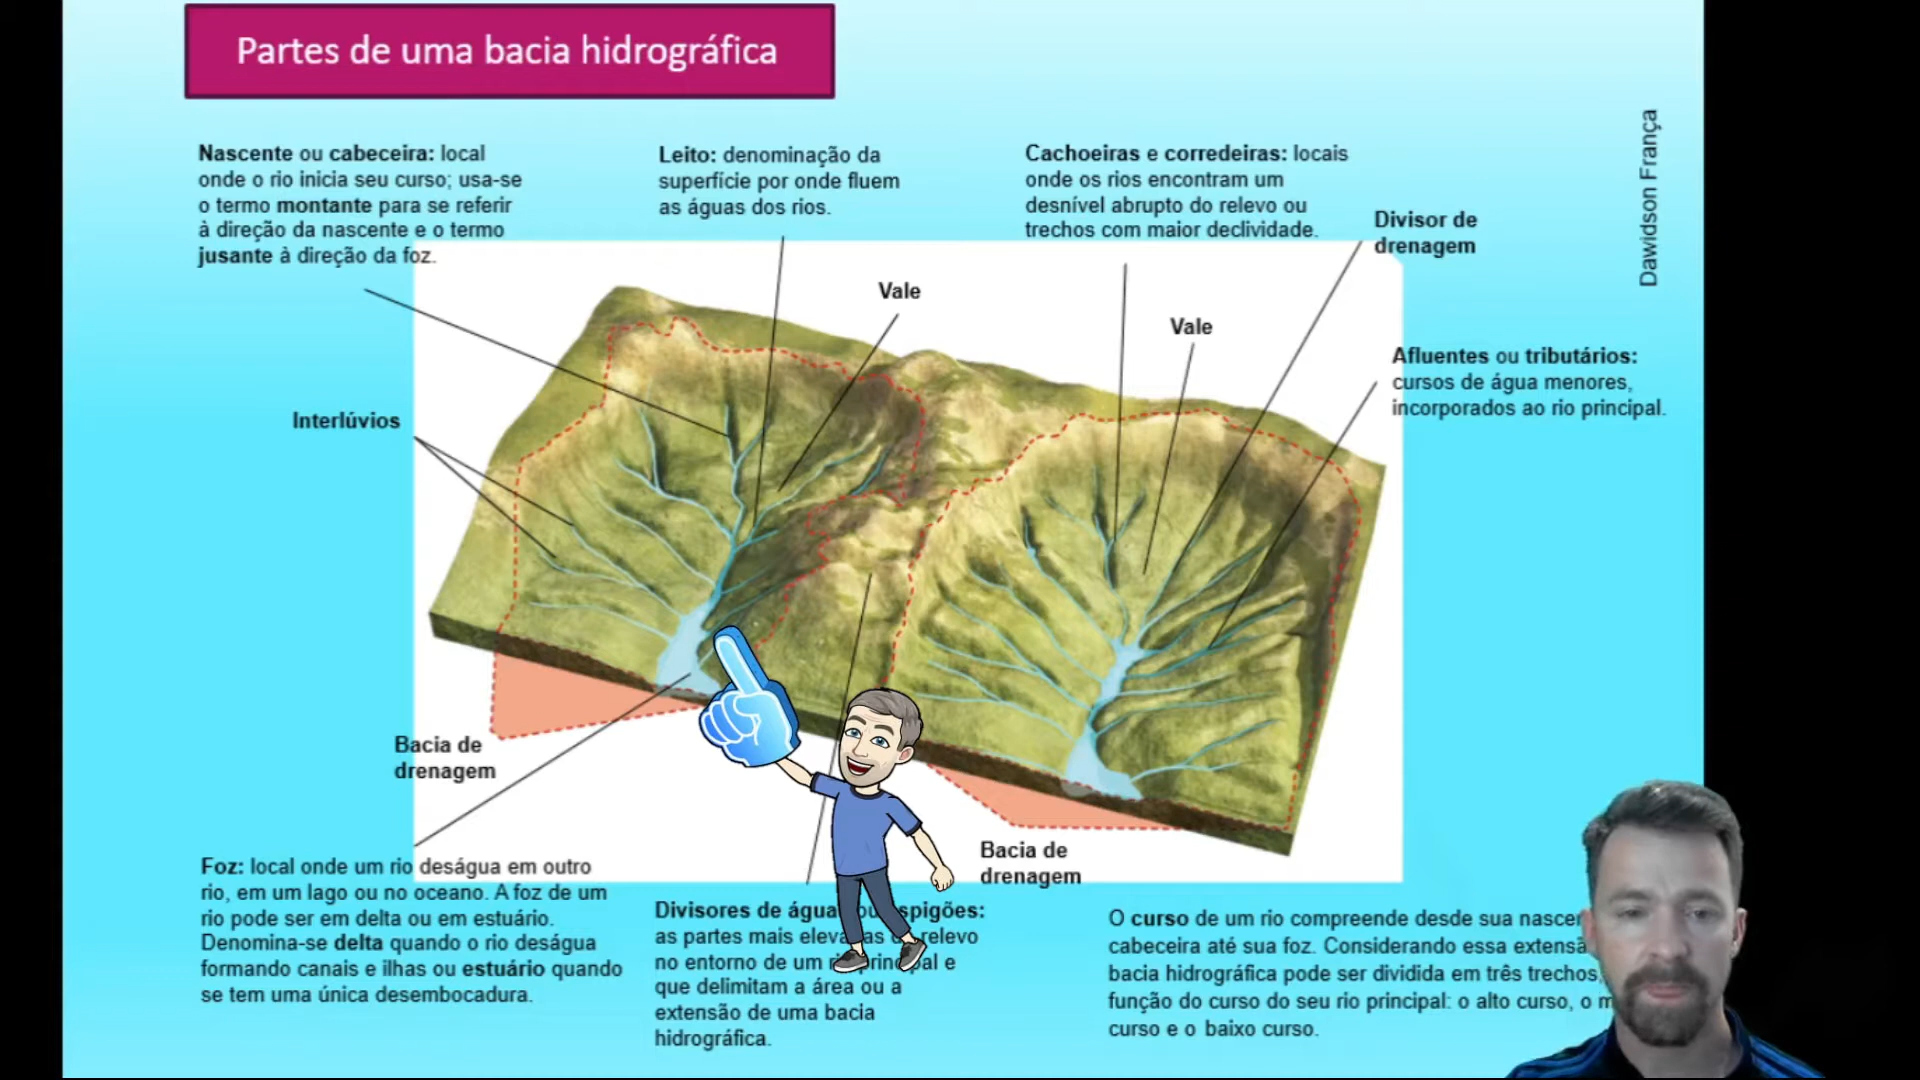 Partes de uma bacia hidrográfica
Nascente ou cabeceira: local
onde o rio inicia seu curso; usa-se
o termo montante para se referir
à direção da nascente e o termo
jusante à direção da foz.
Leito: denominação da
superfície por onde fluem
as águas dos rios.
Cachoeiras e corredeiras: locais
onde os rios encontram um
desnível abrupto do relevo ou
trechos com maior declividade.
Divisor de
drenagem
Dawidson França
Vale
Vale
Afluentes ou tributários:
cursos de água menores,
incorporados ao rio principal.
Interlúvios
Bacia de
drenagem
Bacia de
drenagem
Foz: local onde um rio deságua em outro
rio, em um lago ou no oceano. A foz de um
rio pode ser em delta ou em estuário.
Denomina-se delta quando o rio deságua
formando canais e ilhas ou estuário quando
se tem uma única desembocadura.
Divisores de água ou spigões:
as partes mais elevadas relevo
no entorno de um principal e
que delimitam a área ou a
extensão de uma bacia
hidrográfica.
O curso de um rio compreende desde sua nascen
cabeceira até sua foz. Considerando essa extensã
bacia hidrográfica pode ser dividida em três trechos,
função do curso do seu rio principal: o alto curso, o m
curso e o baixo curso.